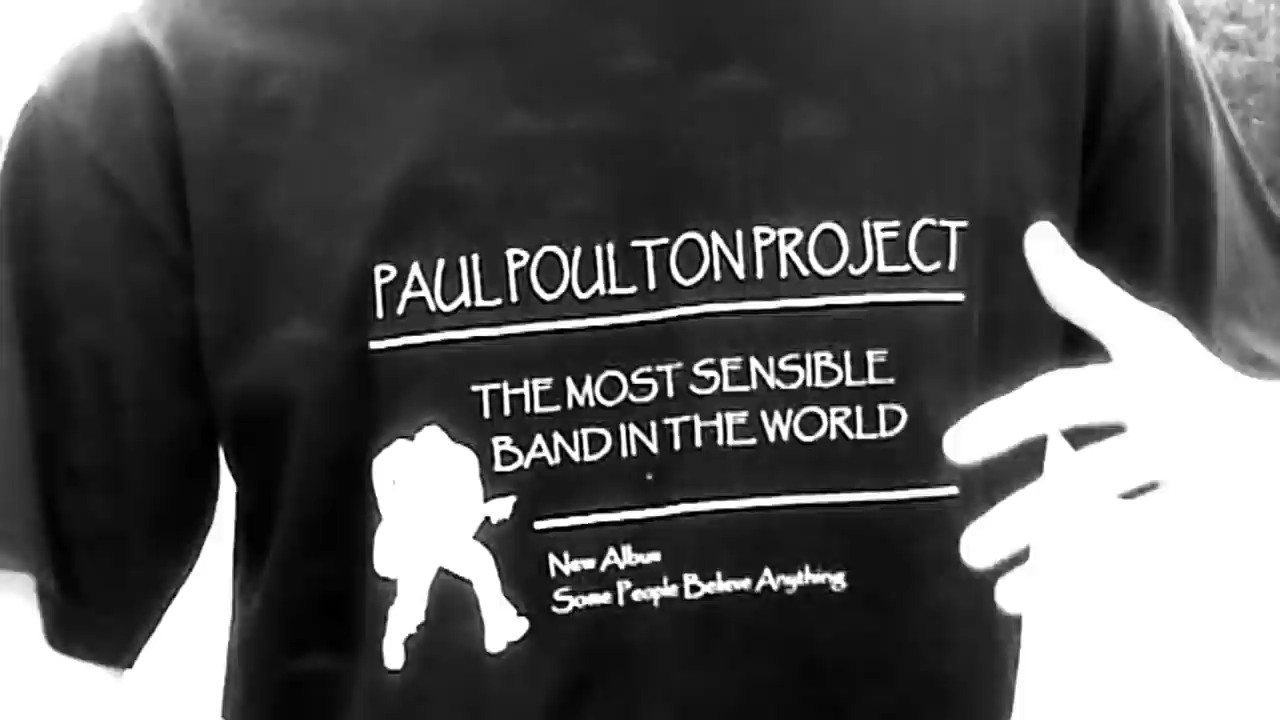 PAUL POULTON PROJECT
THE MOST SENSIBLE
BAND IN THE WORLD
New Album
Some People Believe Anything